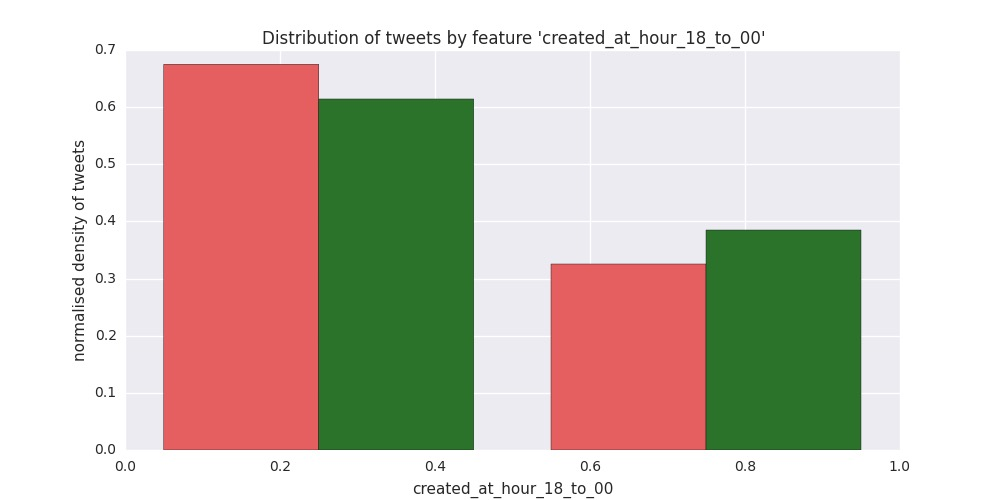 Distribution of tweets by feature 'created_at_hour_18_to_00'
normalised density of tweets
0.7
0.6
0.5
0.4
0.3
0.2
0.1
0.0
0.0 0.2 0.4 0.6 0.8 1.0
created_at_hour_18_to_00